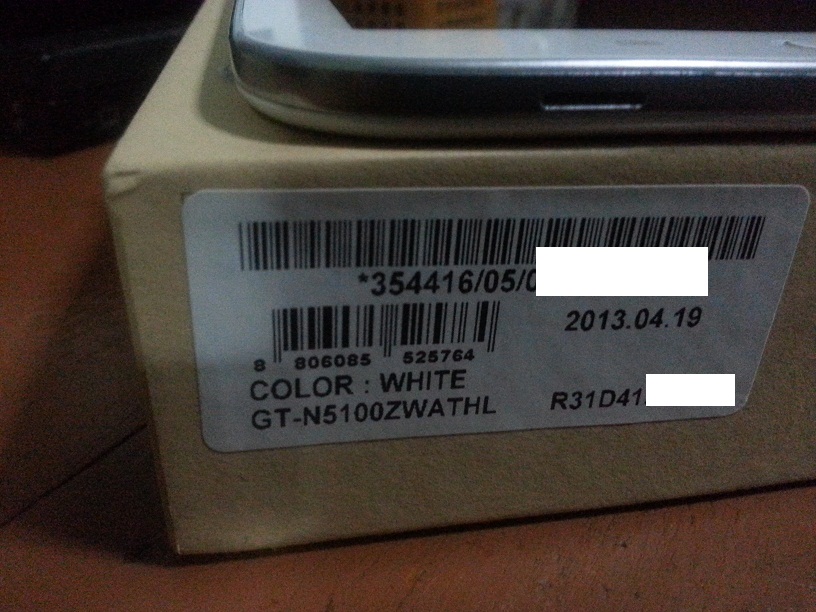 *354416/05/0
2013.04.19
8 806085 525764
COLOR : WHITE
GT-N5100ZWATHL
R31D41